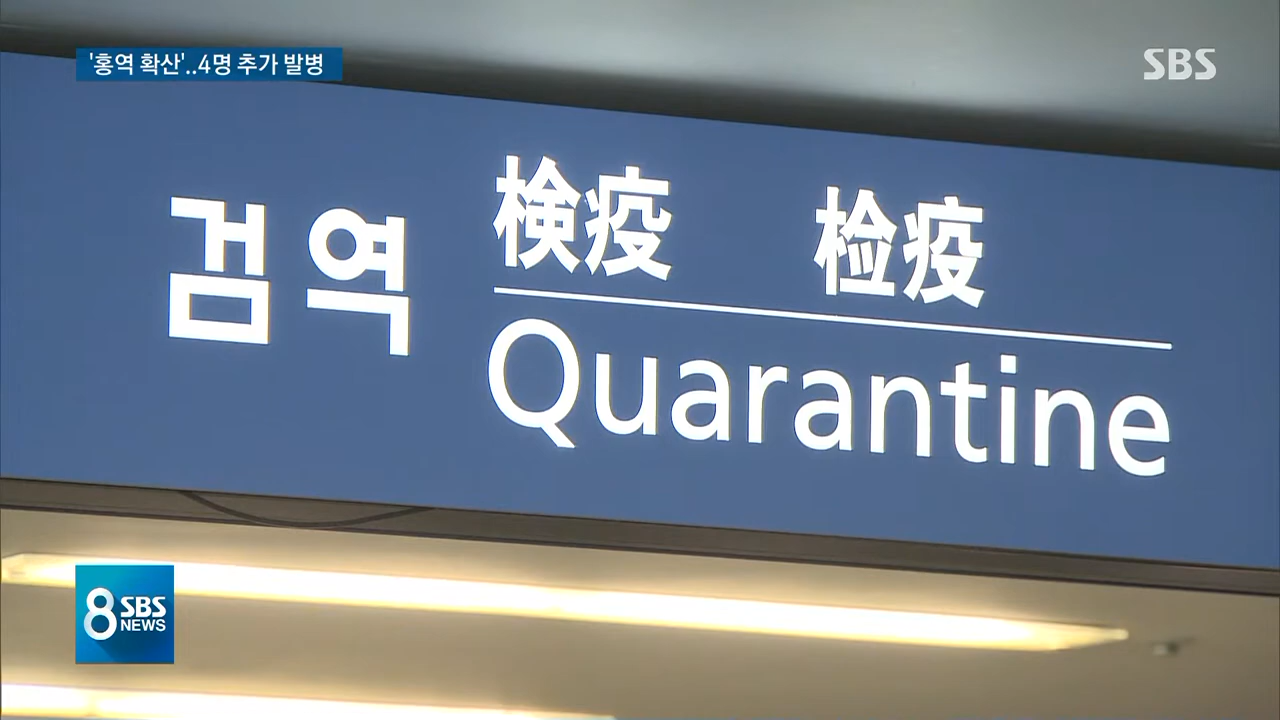 '홍역 확산'..4명 추가 발병
SBS
검역
検疫 检疫
Quarantine
8 SBS
NEWS